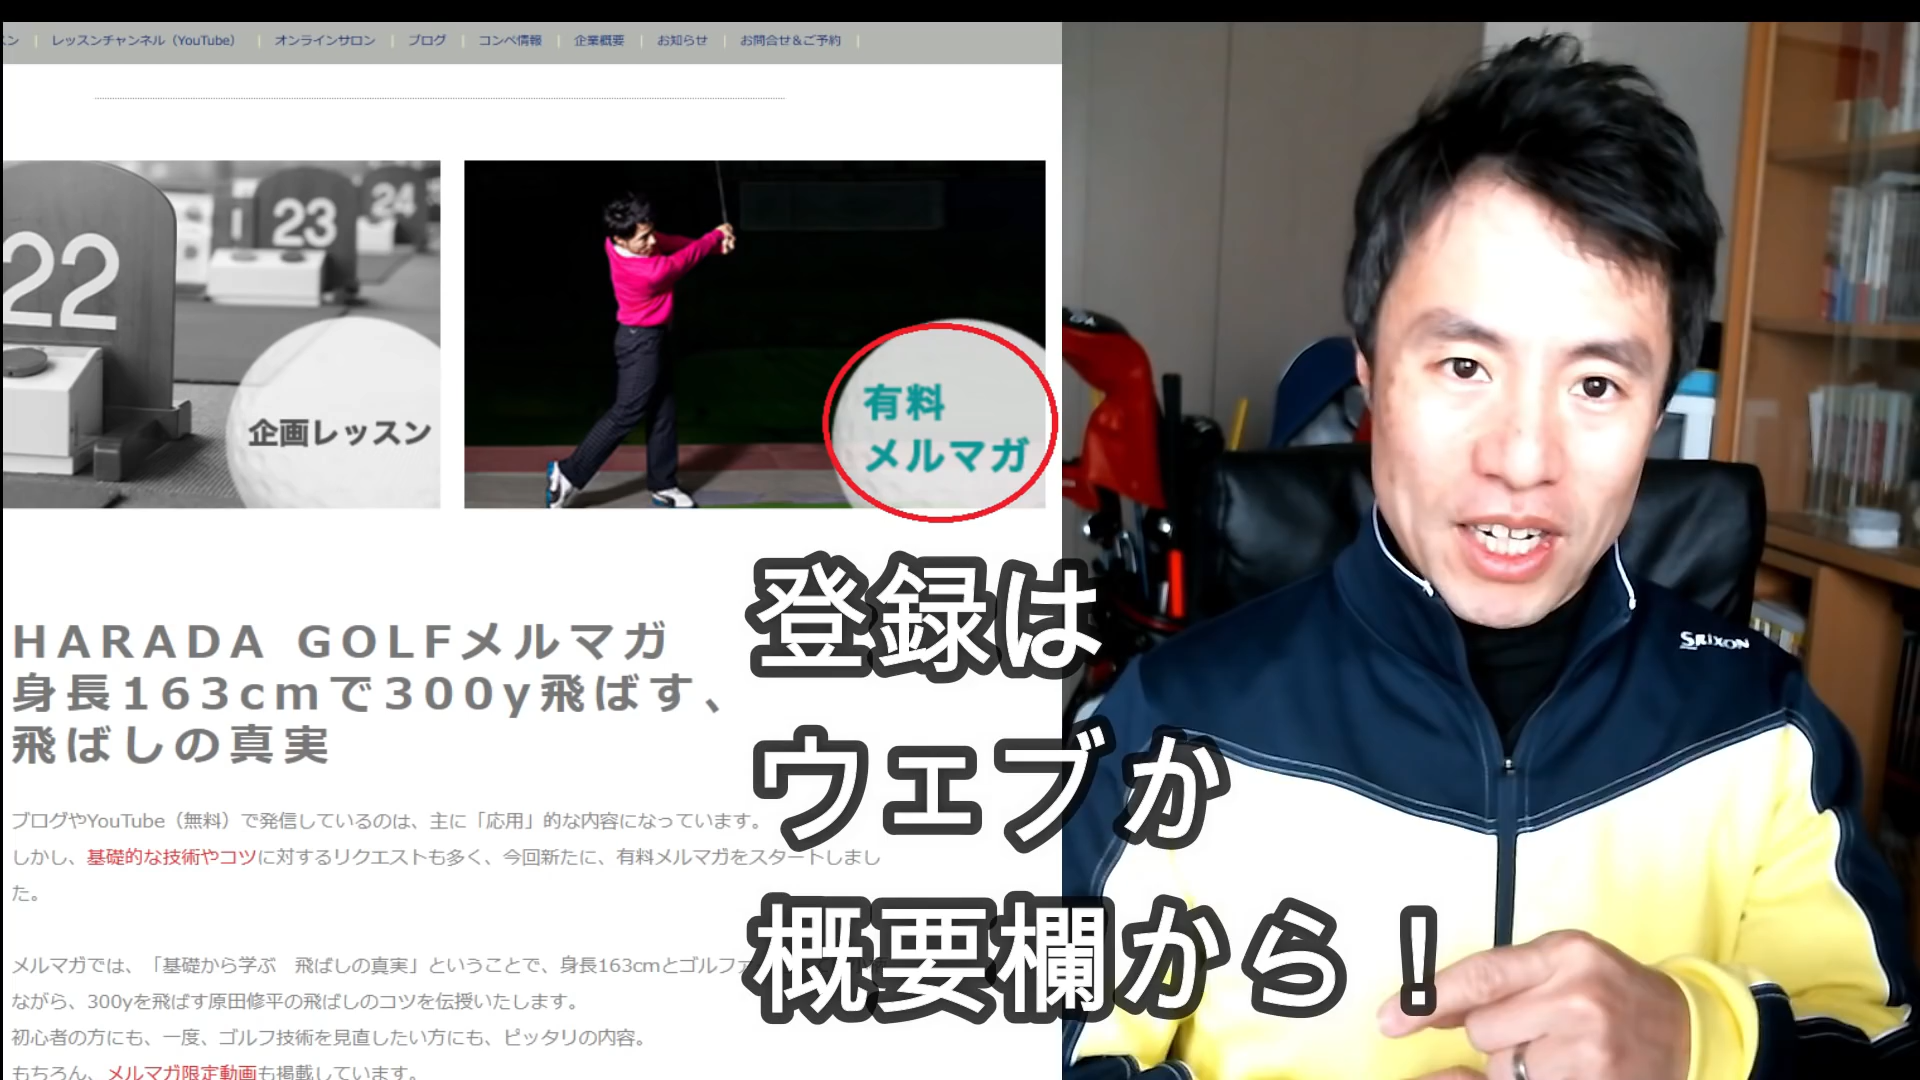 レッスンチャンネル（YouTube） | オンラインサロン | ブログ | コンペ情報 | 企業概要 | お知らせ | お問合せ＆ご予約 |
22
23
24
企画レッスン
有料
メルマガ
SRIXON
登録は
ウェブか
概要欄から！
HARADA GOLFメルマガ
身長163cmで300y飛ばす、
飛ばしの真実
ブログやYouTube（無料）で発信しているのは、主に「応用」的な内容になっています。
しかし、基礎的な技術やコツに対するリクエストも多く、今回新たに、有料メルマガをスタートしまし
た。
メルマガでは、「基礎から学ぶ　飛ばしの真実」ということで、身長163cmとゴルフ
ながら、300yを飛ばす原田修平の飛ばしのコツを伝授いたします。
初心者の方にも、一度、ゴルフ技術を見直したい方にも、ピッタリの内容。
もちろん、メルマガ限定動画も掲載しています。